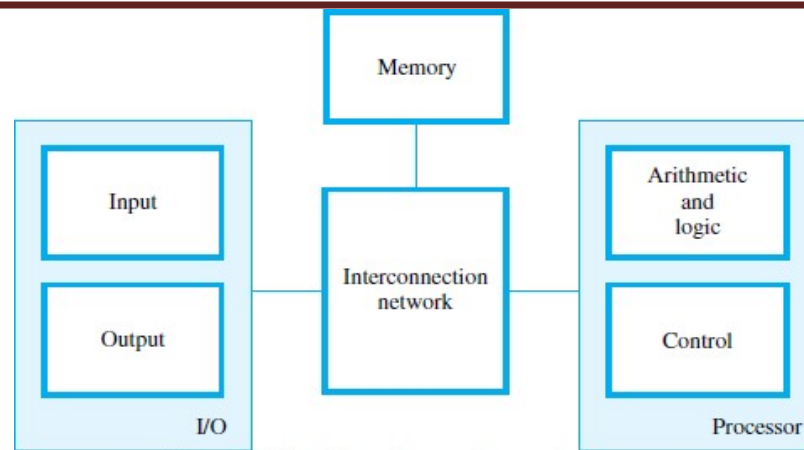 Memory
Input
Output
I/O
Interconnection
network
Arithmetic
and
logic
Control
Processor